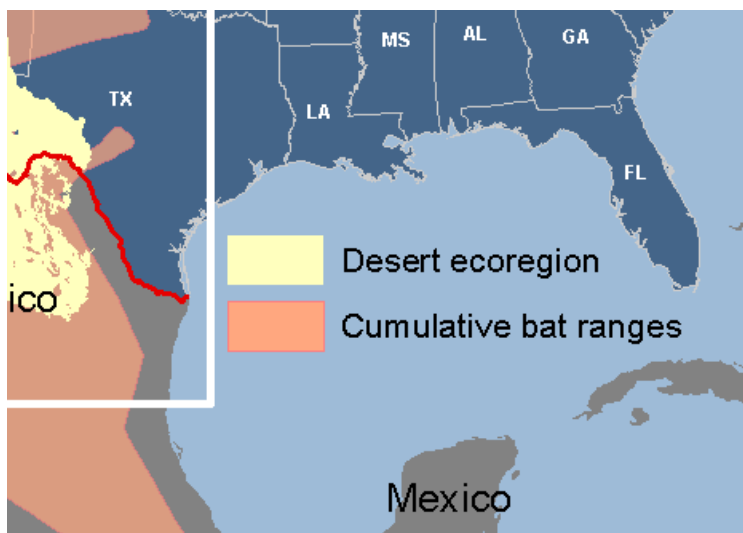 MS
AL
GA
TX
LA
FL
Desert ecoregion
ico
Cumulative bat ranges
Mexico